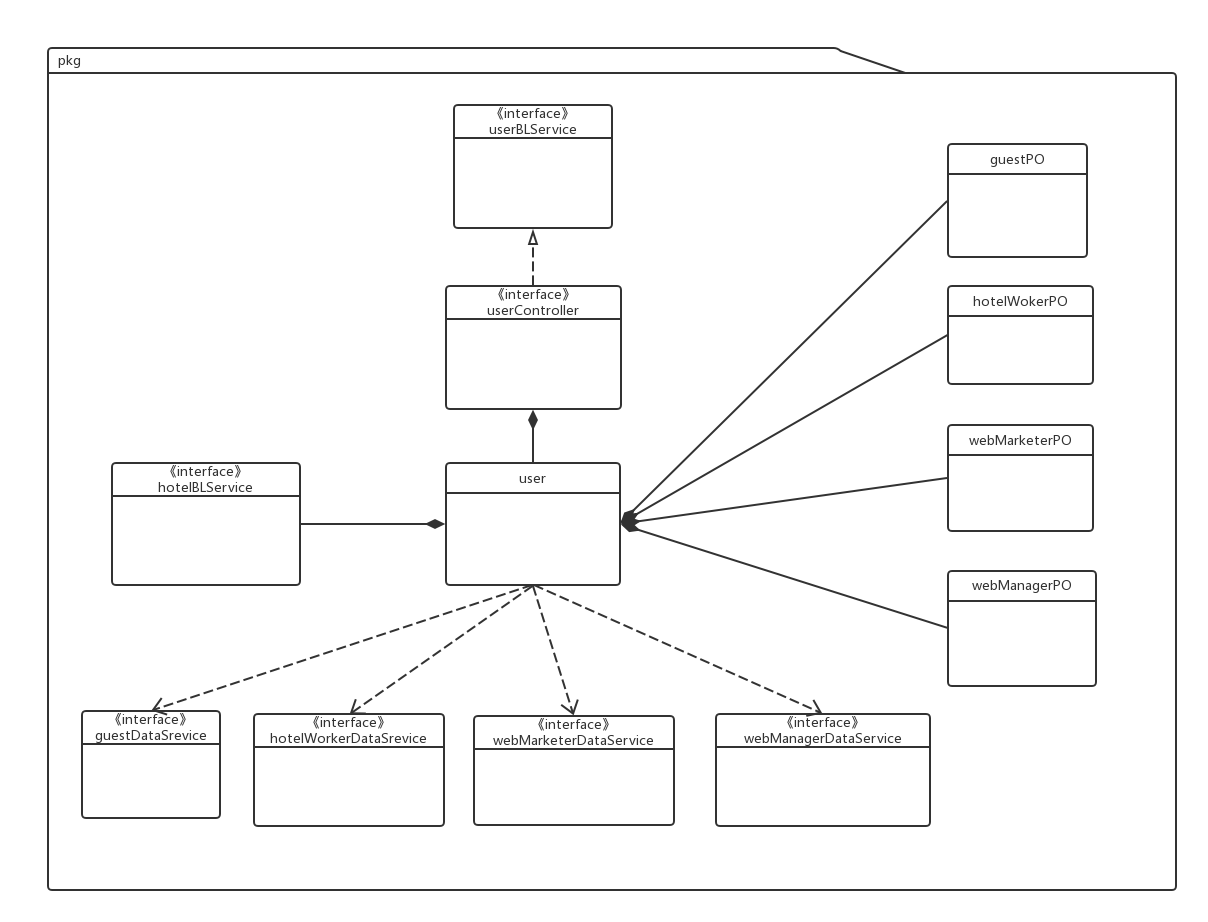 pkg
《interface》
userBLService
guestPO
《interface》
userController
hotelWokerPO
webMarketerPO
《interface》
hotelBLService
user
webManagerPO
《interface》
guestDataSrevice
《interface》
hotelWorkerDataSrevice
《interface》
webMarketerDataService
《interface》
webManagerDataService